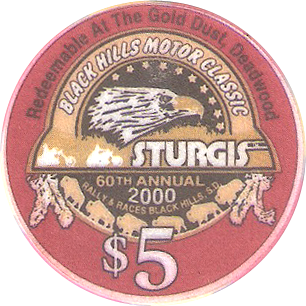 Redeemable At The Gold Dust, Deadwood
BLACK HILLS MOTOR CLASSIC
STURGIS
60TH ANNUAL
2000
RALLY & RACES BLACK HILLS, S.D.
$5